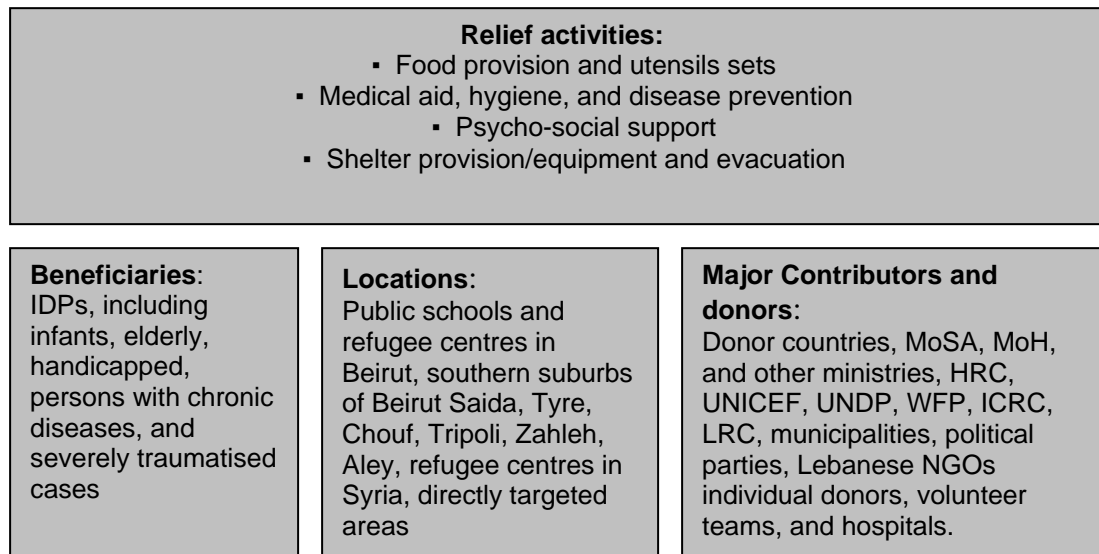 Relief activities:
▪ Food provision and utensils sets
▪ Medical aid, hygiene, and disease prevention
▪ Psycho-social support
▪ Shelter provision/equipment and evacuation
Beneficiaries:
IDPs, including
infants, elderly,
handicapped,
persons with chronic
diseases, and
severely traumatised
cases
Locations:
Public schools and
refugee centres in
Beirut, southern suburbs
of Beirut Saida, Tyre,
Chouf, Tripoli, Zahleh,
Aley, refugee centres in
Syria, directly targeted
areas
Major Contributors and
donors:
Donor countries, MoSA, MoH,
and other ministries, HRC,
UNICEF, UNDP, WFP, ICRC,
LRC, municipalities, political
parties, Lebanese NGOs
individual donors, volunteer
teams, and hospitals.